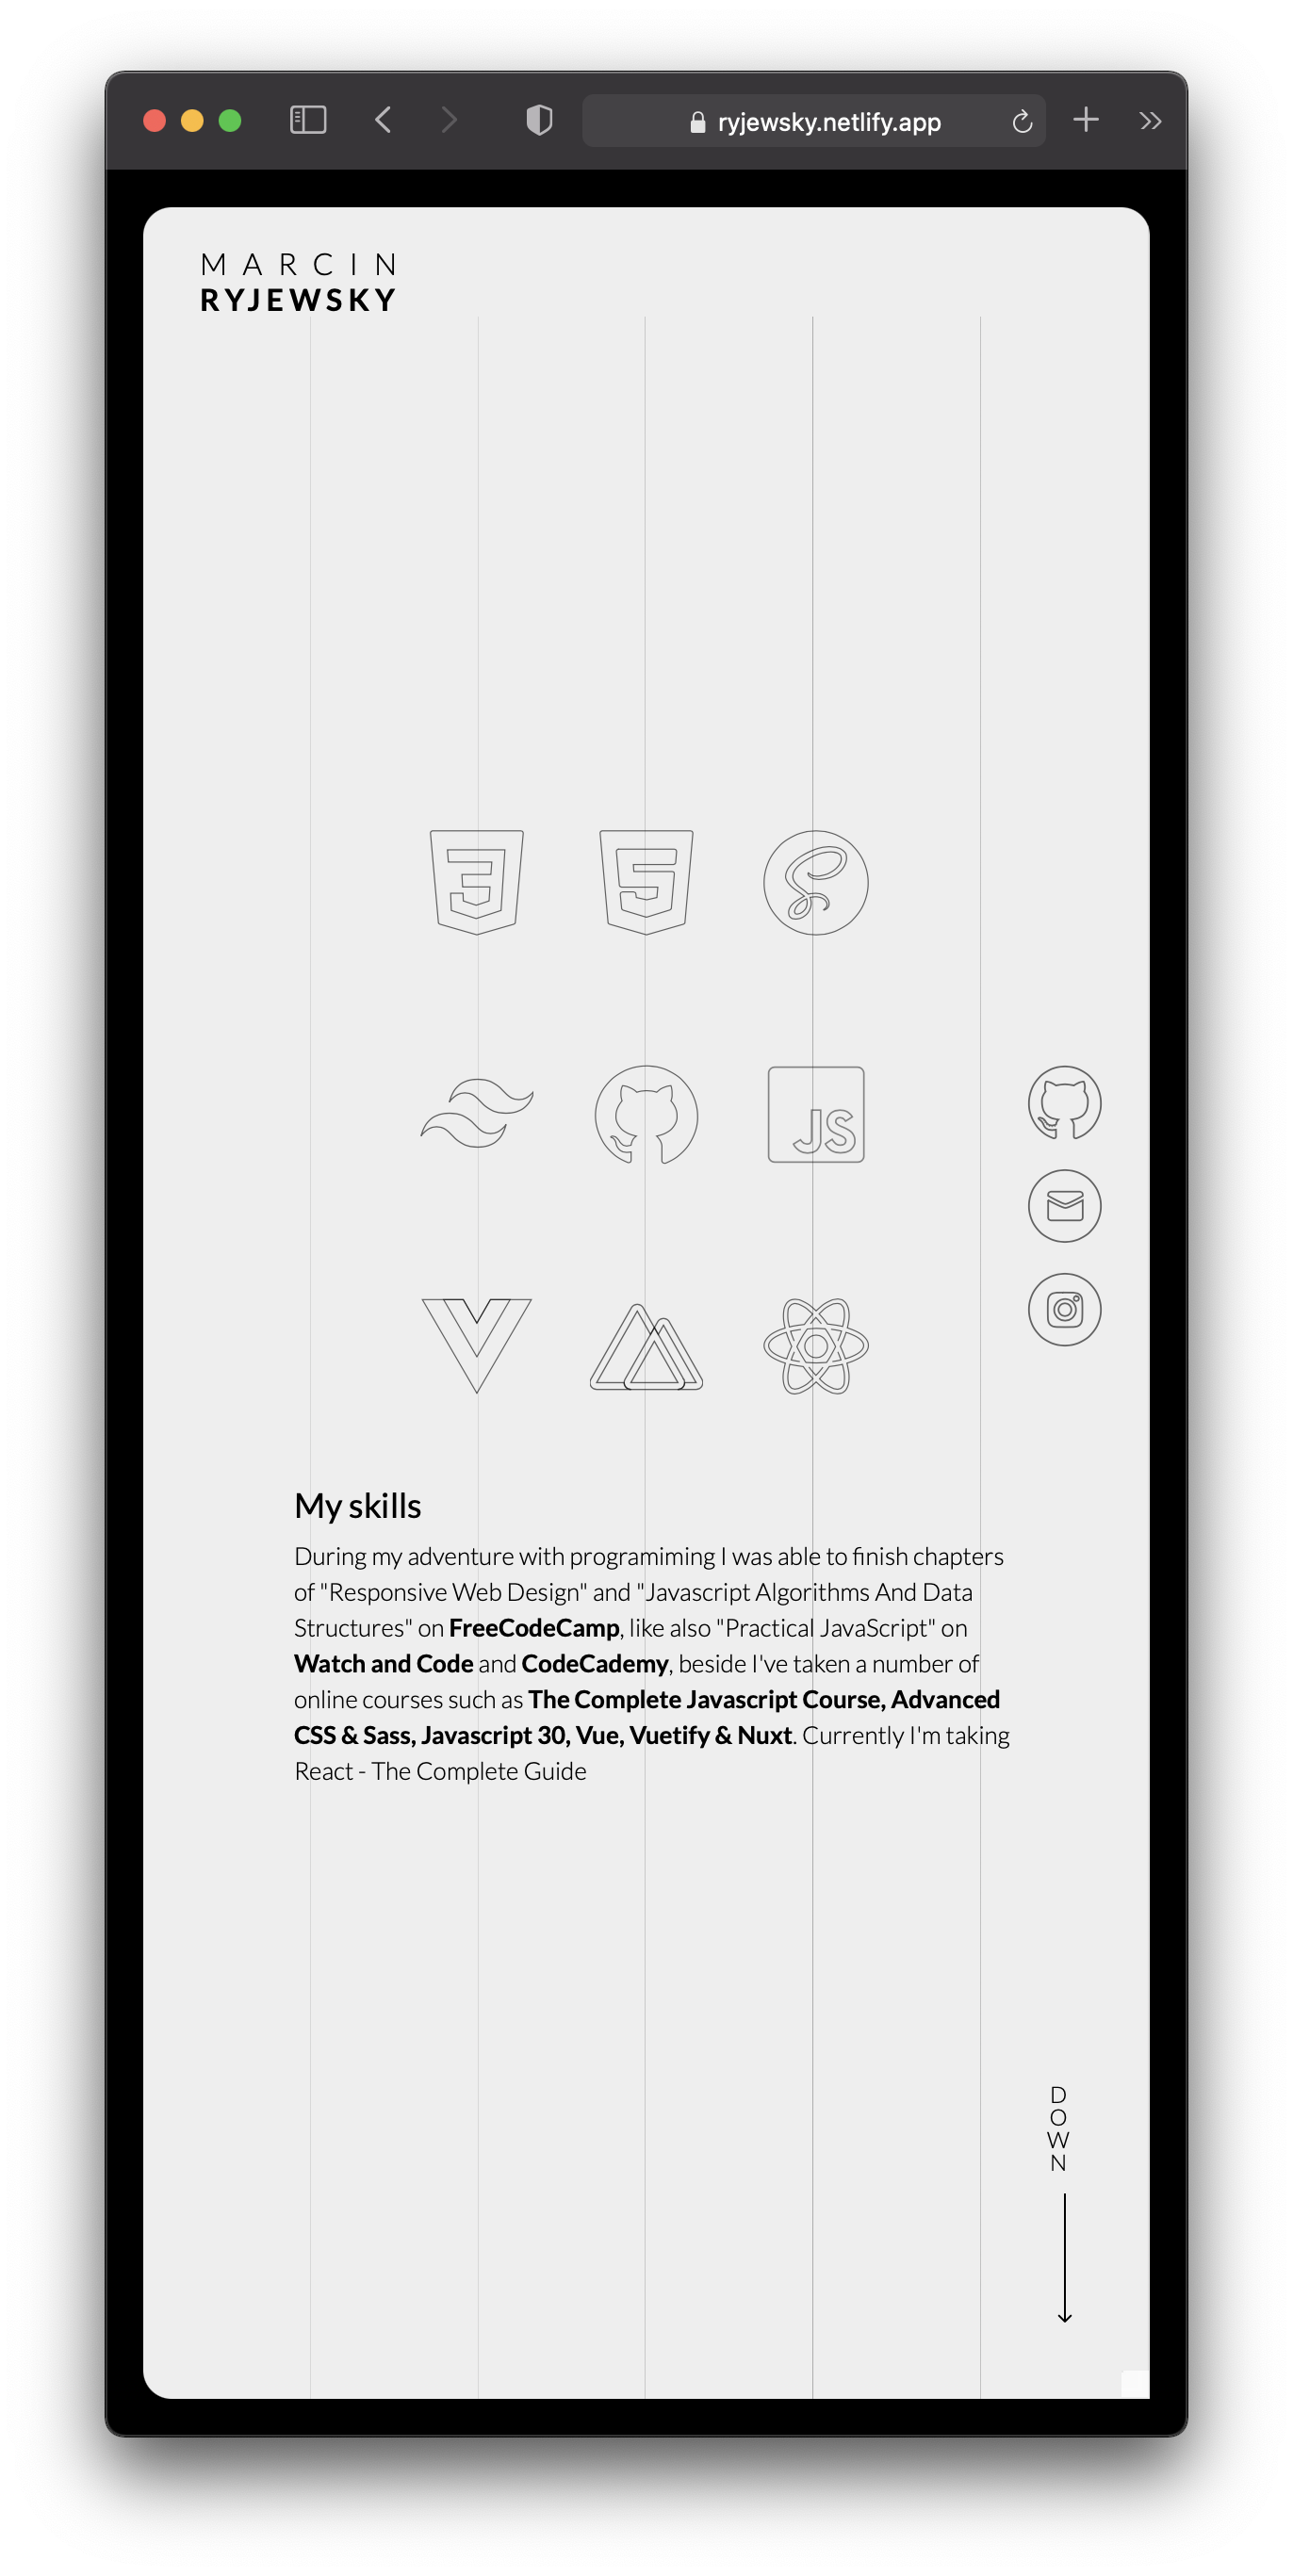 ryjewsky.netlify.app
MARCIN
RYJEWSKY
3
5
JS
My skills
During my adventure with programiming I was able to finish chapters
of "Responsive Web Design" and "Javascript Algorithms And Data
Structures" on FreeCodeCamp, like also "Practical JavaScript" on
Watch and Code and CodeCademy, beside I've taken a number of
online courses such as The Complete Javascript Course, Advanced
CSS & Sass, Javascript 30, Vue, Vuetify & Nuxt. Currently I'm taking
React - The Complete Guide
DOWN